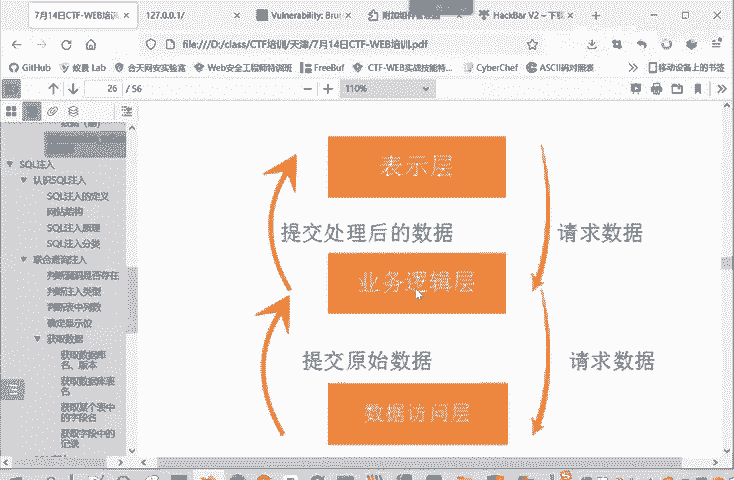 7月14日CTF-WEB培训
127.0.0.1/
Vulnerability: Bru
附加组件管理器
HackBar V2 – 下载
file:///D:/class/CTF培训/天津/7月14日CTF-WEB培训.pdf
GitHub
蚁景 Lab
合天网安实验室
Web安全工程师特训班
FreeBuf
CTF-WEB实战技能特...
CyberChef
ASCII码对照表
移动设备上的书签
26 / 56
110%
SQL注入
认识SQL注入
SQL注入的定义
网站结构
SQL注入原理
SQL注入分类
联合查询注入
判断漏洞是否存在
判断注入类型
判断表中列数
确定显示位
获取数据
获取数据库
名、版本
获取数据库表
名
获取某个表中
的字段名
获取字段中的
记录
表示层
提交处理后的数据
请求数据
业务逻辑层
提交原始数据
请求数据
数据访问层